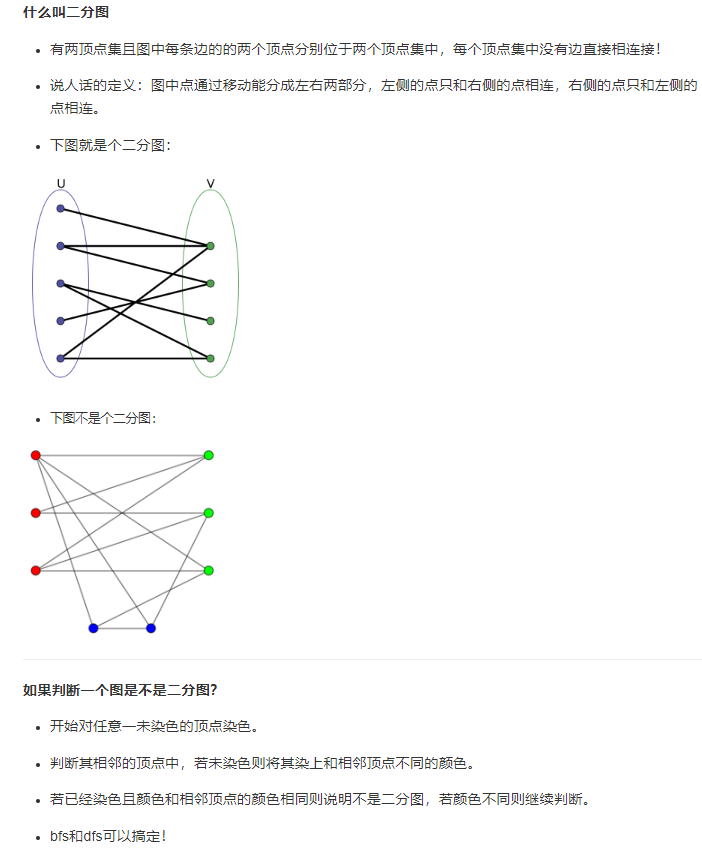 什么叫二分图
有两顶点集且图中每条边的的两个顶点分别位于两个顶点集中，每个顶点集中没有边直接相连接！
说人话的定义：图中点通过移动能分成左右两部分，左侧的点只和右侧的点相连，右侧的点只和左侧的
点相连。
下图就是个二分图：
U V
下图不是个二分图：
如果判断一个图是不是二分图？
开始对任意一未染色的顶点染色。
判断其相邻的顶点中，若未染色则将其染上和相邻顶点不同的颜色。
若已经染色且颜色和相邻顶点的颜色相同则说明不是二分图，若颜色不同则继续判断。
bfs和dfs可以搞定！